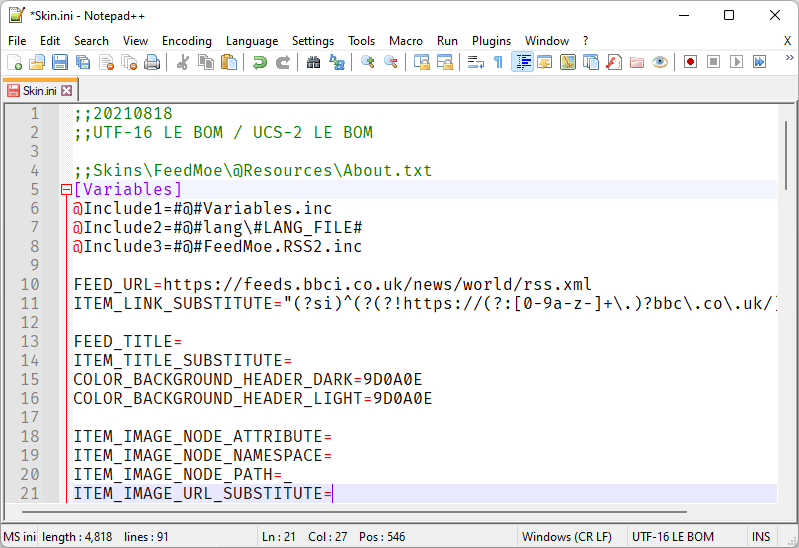 *Skin.ini - Notepad++
File Edit Search View Encoding Language Settings Tools Macro Run Plugins Window ? X
Skin.ini
1 ;;20210818
2 ;;UTF-16 LE BOM / UCS-2 LE BOM
3
4 ;;Skins\FeedMoe\@Resources\About.txt
5 [Variables]
6 @Include1=#@#Variables.inc
7 @Include2=#@#lang\#LANG_FILE#
8 @Include3=#@#FeedMoe.RSS2.inc
9
10 FEED_URL=https://feeds.bbci.co.uk/news/world/rss.xml
11 ITEM_LINK_SUBSTITUTE="(?si)^(?(?!https://(?:[0-9a-z-]+\.)?bbc\.co\.uk/)
12
13 FEED_TITLE=
14 ITEM_TITLE_SUBSTITUTE=
15 COLOR_BACKGROUND_HEADER_DARK=9D0A0E
16 COLOR_BACKGROUND_HEADER_LIGHT=9D0A0E
17
18 ITEM_IMAGE_NODE_ATTRIBUTE=
19 ITEM_IMAGE_NODE_NAMESPACE=
20 ITEM_IMAGE_NODE_PATH=_
21 ITEM_IMAGE_URL_SUBSTITUTE=
MS ini length : 4,818 lines : 91 Ln : 21 Col : 27 Pos : 546 Windows (CR LF) UTF-16 LE BOM INS